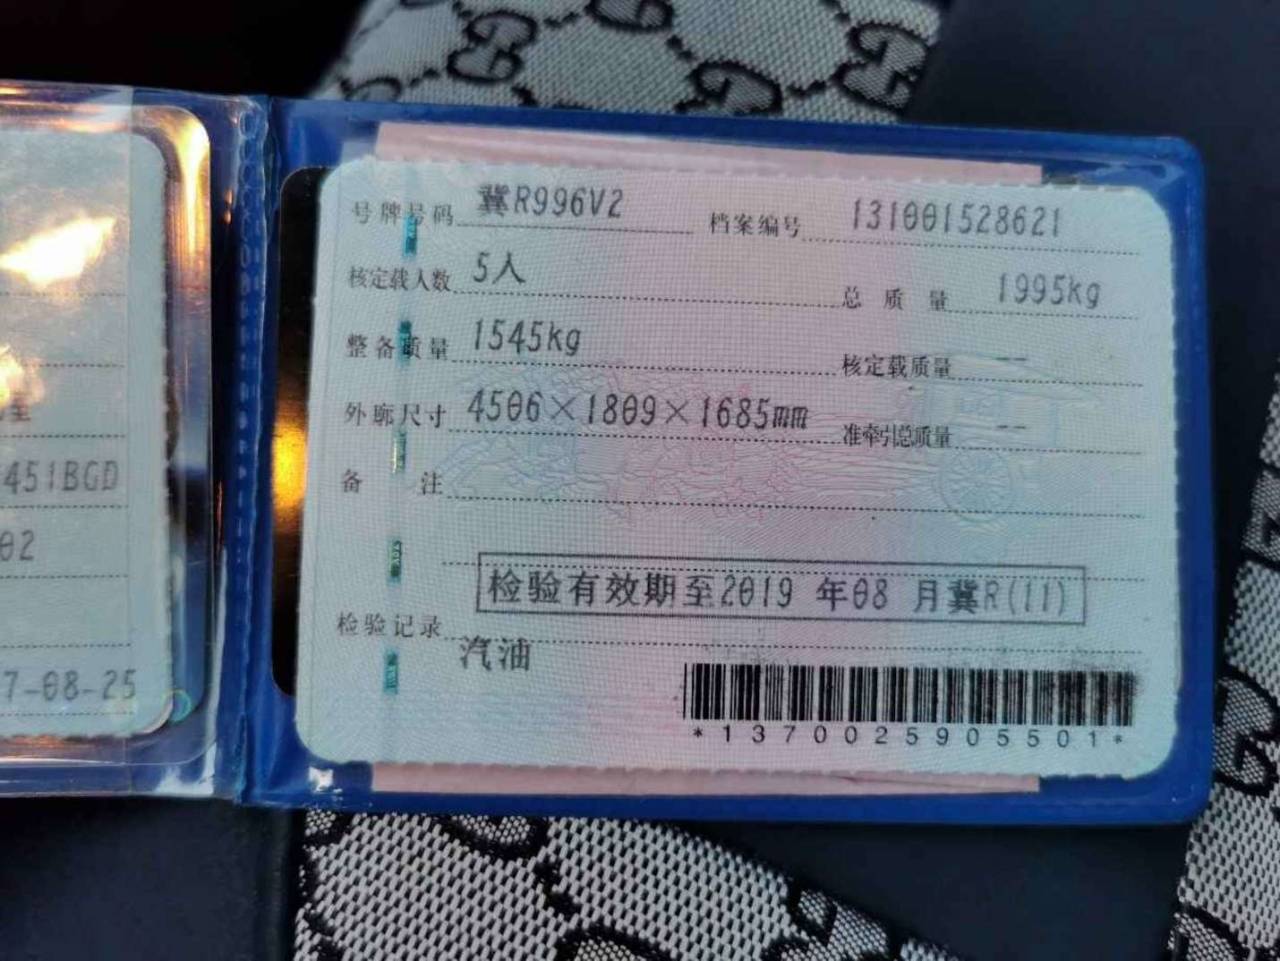 451BGD
02
7-08-25
号牌号码 冀R996V2 档案编号 131001528621
核定载人数 5人 总质量 1995kg
整备质量 1545kg 核定载质量 --
外廓尺寸 4506×1809×1685mm 准牵引总质量 --
备注
检验有效期至2019 年08 月冀R(11)
检验记录
汽油
*1370025905501*